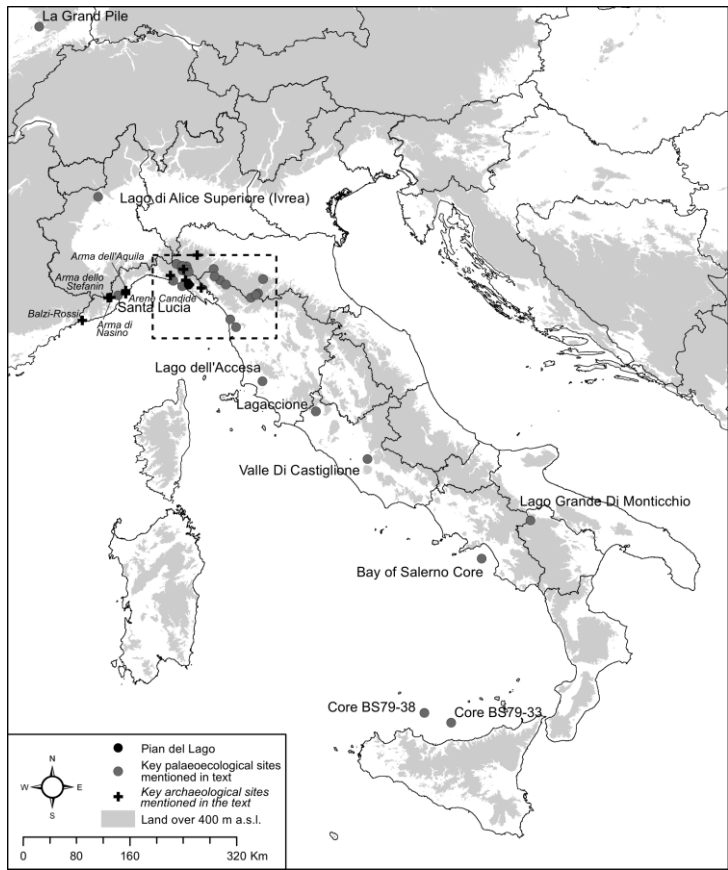 La Grand Pile
Lago di Alice Superiore (Ivrea)
Arma dell'Aquila
Arma dello
Stefanin
Arene Candide
Santa Lucia
Balzi-Rossi
Arma di
Nasino
Lago dell'Accesa
Lagaccione
Valle Di Castiglione
Lago Grande Di Monticchio
Bay of Salerno Core
Core BS79-38
Core BS79-33
Pian del Lago
Key palaeoecological sites
mentioned in text
Key archaeological sites
mentioned in the text
Land over 400 m a.s.l.
N
W
E
S
0 80 160 320 Km